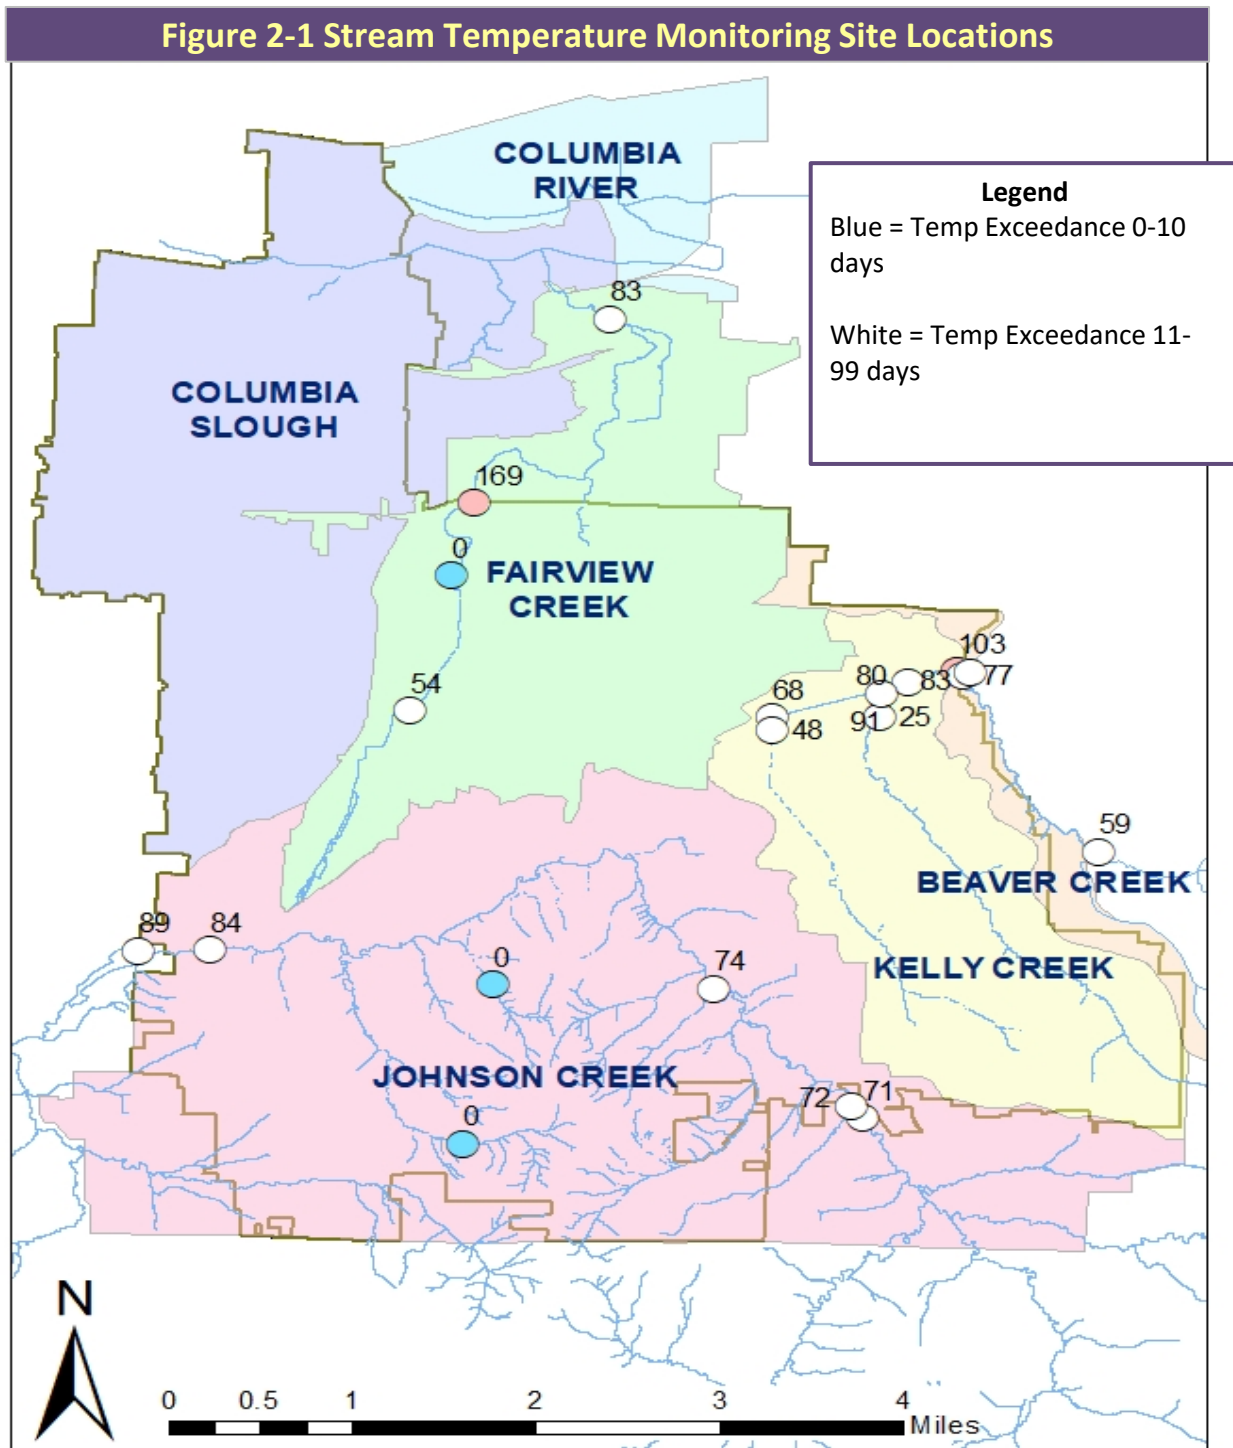 Figure 2-1 Stream Temperature Monitoring Site Locations
COLUMBIA
RIVER
Legend
Blue = Temp Exceedance 0-10
days
White = Temp Exceedance 11-
99 days
83
COLUMBIA
SLOUGH
169
0
FAIRVIEW
CREEK
103
77
83
80
68
54
48
91
25
59
BEAVER CREEK
89
84
0
74
KELLY CREEK
JOHNSON CREEK
72
71
0
N
0
0.5
1
2
3
4
Miles